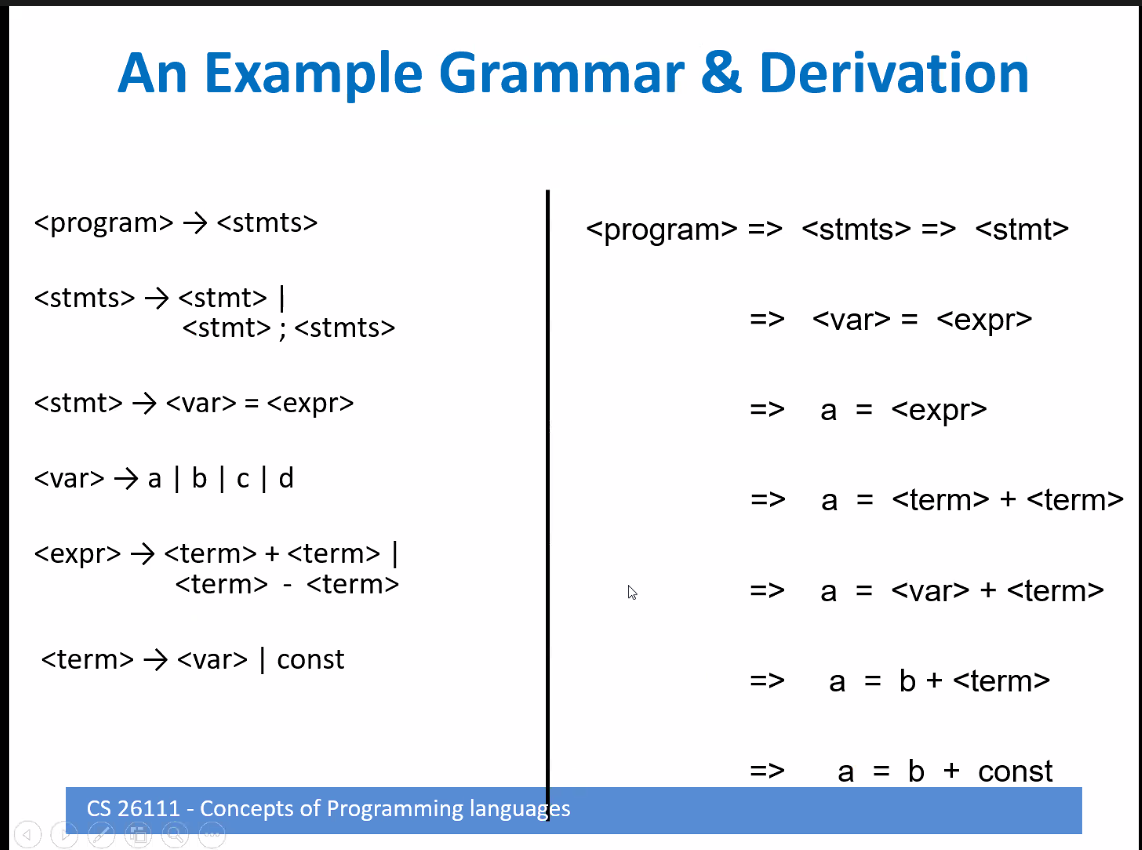 An Example Grammar & Derivation
<program> → <stmts>
<stmts> → <stmt> |
<stmt> ; <stmts>
<stmt> → <var> = <expr>
<var> → a | b | c | d
<expr> → <term> + <term> |
<term> - <term>
<term> → <var> | const
<program> => <stmts> => <stmt>
=> <var> = <expr>
=> a = <expr>
=> a = <term> + <term>
=> a = <var> + <term>
=> a = b + <term>
=> a = b + const
CS 26111 - Concepts of Programming languages